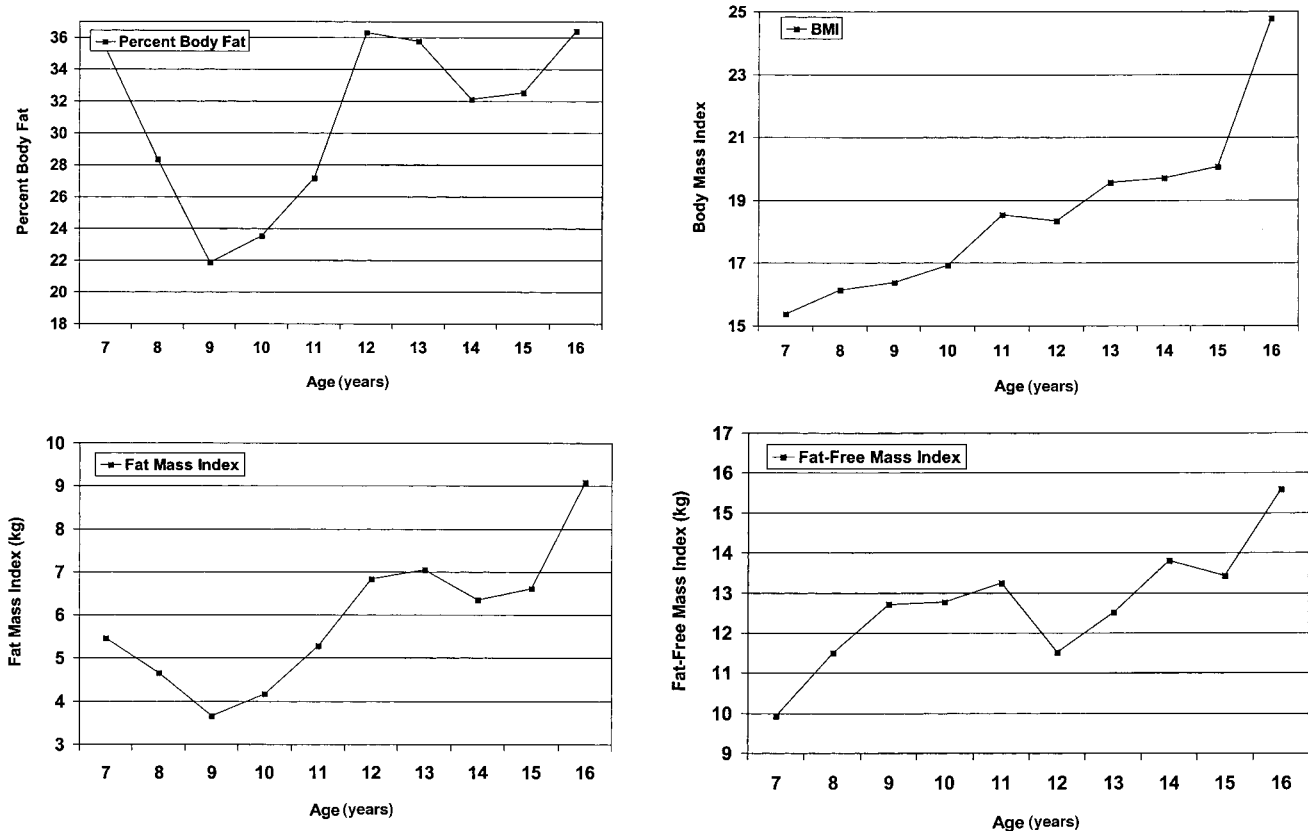 Percent Body Fat
Percent Body Fat
36
34
32
30
28
26
24
22
20
18
7 8 9 10 11 12 13 14 15 16
Age (years)
BMI
Body Mass Index
25
23
21
19
17
15
7 8 9 10 11 12 13 14 15 16
Age (years)
Fat Mass Index
Fat Mass Index (kg)
10
9
8
7
6
5
4
3
7 8 9 10 11 12 13 14 15 16
Age (years)
Fat-Free Mass Index
Fat-Free Mass Index (kg)
17
16
15
14
13
12
11
10
9
7 8 9 10 11 12 13 14 15 16
Age (years)